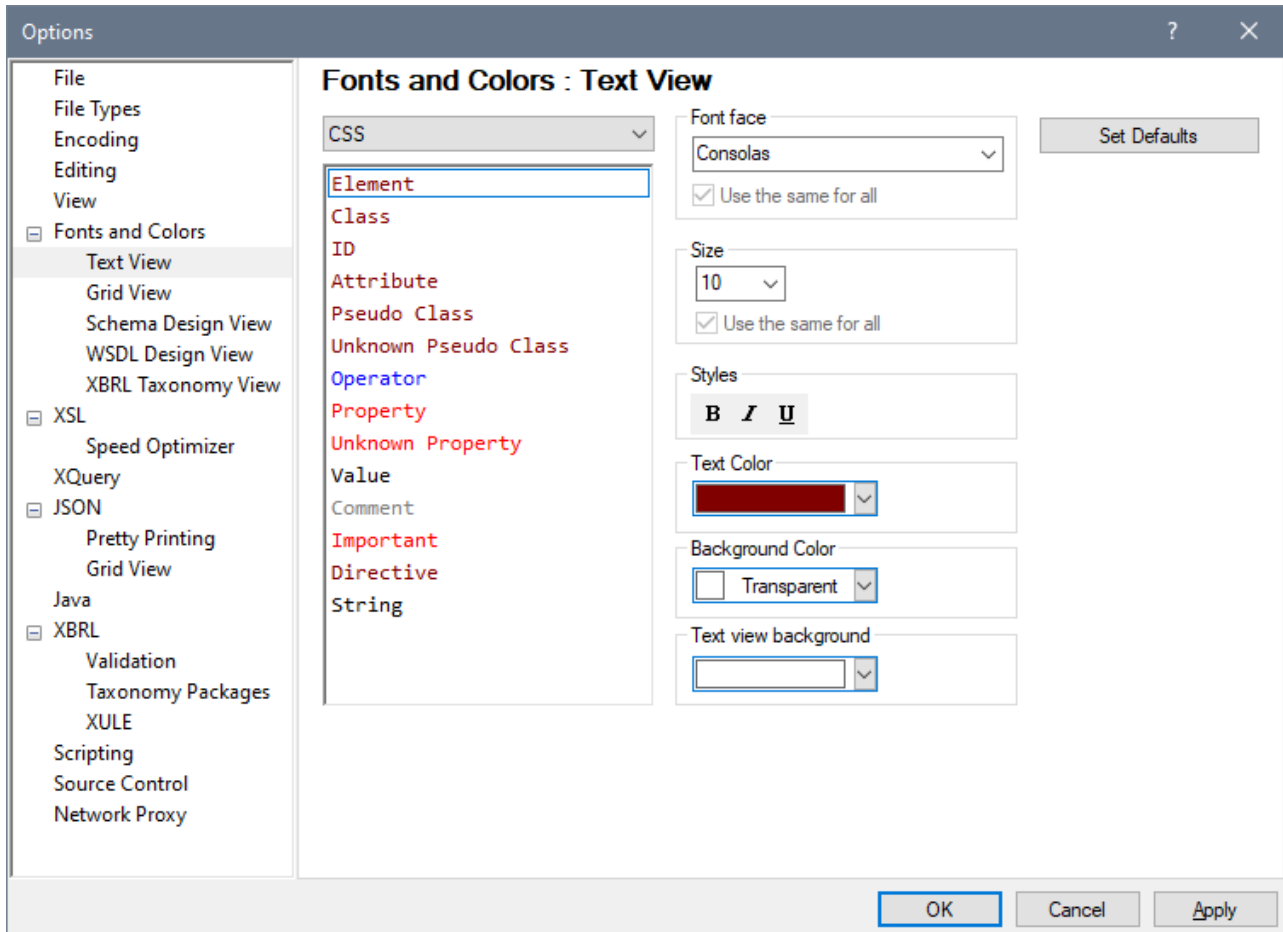 Options
?
File
File Types
Encoding
Editing
View
Fonts and Colors
Text View
Grid View
Schema Design View
WSDL Design View
XBRL Taxonomy View
XSL
Speed Optimizer
XQuery
JSON
Pretty Printing
Grid View
Java
XBRL
Validation
Taxonomy Packages
XULE
Scripting
Source Control
Network Proxy
Fonts and Colors : Text View
CSS
Element
Class
ID
Attribute
Pseudo Class
Unknown Pseudo Class
Operator
Property
Unknown Property
Value
Comment
Important
Directive
String
Font face
Consolas
Use the same for all
Size
10
Use the same for all
Styles
B I U
Text Color
Background Color
Transparent
Text view background
Set Defaults
OK
Cancel
Apply